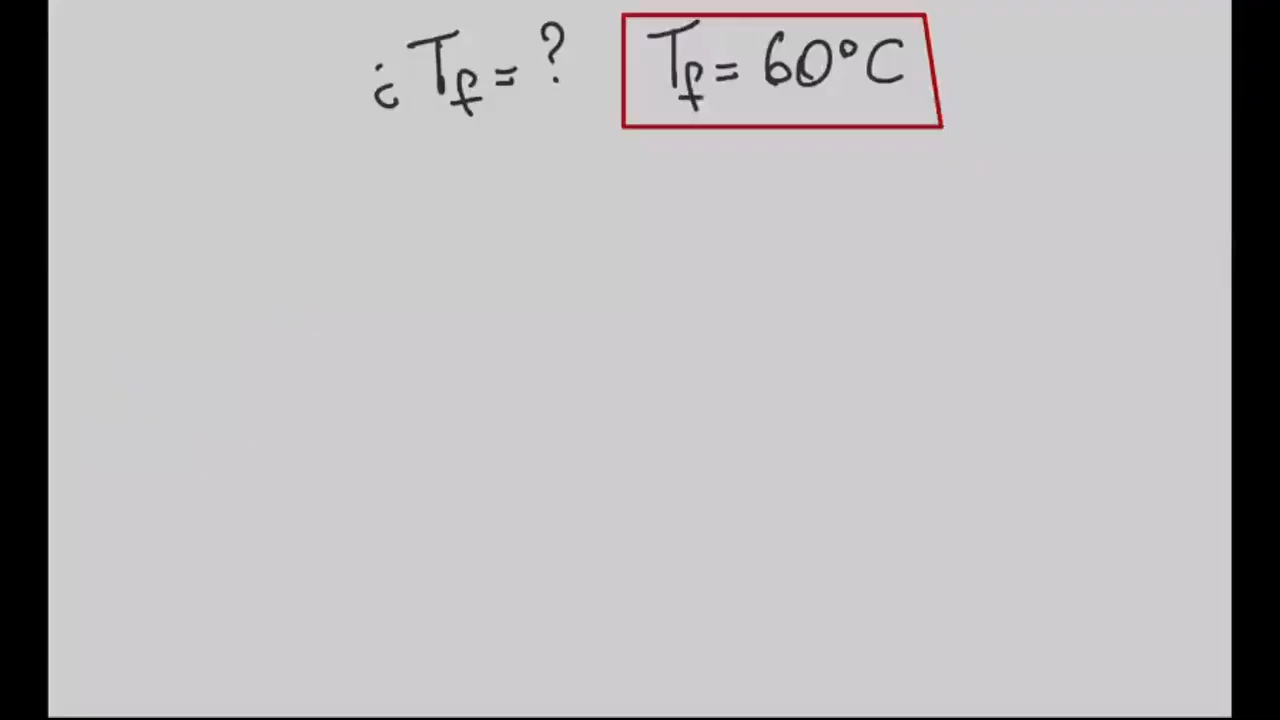 ¿Tf = ? Tf = 60°C